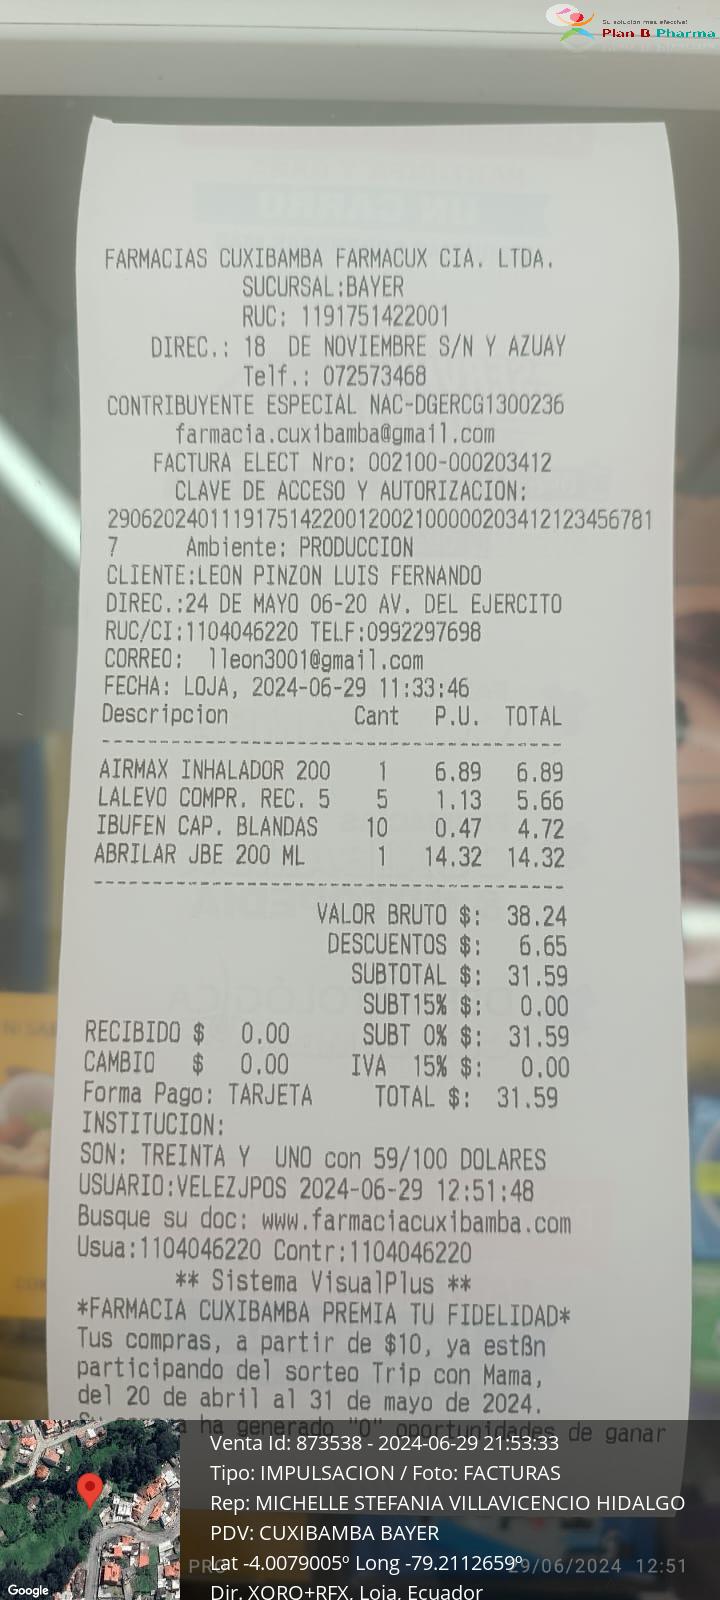 Su solucion mas efectiva!
Plan B Pharma
FARMACIAS CUXIBAMBA FARMACUX CIA. LTDA.
SUCURSAL:BAYER
RUC: 1191751422001
DIREC.: 18 DE NOVIEMBRE S/N Y AZUAY
Telf.: 072573468
CONTRIBUYENTE ESPECIAL NAC-DGERCG1300236
farmacia.cuxibamba@gmail.com
FACTURA ELECT Nro: 002100-000203412
CLAVE DE ACCESO Y AUTORIZACION:
290620240111917514220012002100000203412123456781
7 Ambiente: PRODUCCION
CLIENTE:LEON PINZON LUIS FERNANDO
DIREC.:24 DE MAYO 06-20 AV. DEL EJERCITO
RUC/CI:1104046220 TELF:0992297698
CORREO: lleon3001@gmail.com
FECHA: LOJA, 2024-06-29 11:33:46
Descripcion Cant P.U. TOTAL
AIRMAX INHALADOR 200 1 6.89 6.89
LALEVO COMPR. REC. 5 5 1.13 5.66
IBUFEN CAP. BLANDAS 10 0.47 4.72
ABRILAR JBE 200 ML 1 14.32 14.32
VALOR BRUTO $: 38.24
DESCUENTOS $: 6.65
SUBTOTAL $: 31.59
SUBT15% $: 0.00
RECIBIDO $ 0.00 SUBT 0% $: 31.59
CAMBIO $ 0.00 IVA 15% $: 0.00
Forma Pago: TARJETA TOTAL $: 31.59
INSTITUCION:
SON: TREINTA Y UNO con 59/100 DOLARES
USUARIO:VELEZJPOS 2024-06-29 12:51:48
Busque su doc: www.farmaciacuxibamba.com
Usua:1104046220 Contr:1104046220
** Sistema VisualPlus **
*FARMACIA CUXIBAMBA PREMIA TU FIDELIDAD*
Tus compras, a partir de $10, ya estßn
participando del sorteo Trip con Mama,
del 20 de abril al 31 de mayo de 2024.
ha generado "0" oportunidades de ganar
Venta Id: 873538 - 2024-06-29 21:53:33
Tipo: IMPULSACION / Foto: FACTURAS
Rep: MICHELLE STEFANIA VILLAVICENCIO HIDALGO
PDV: CUXIBAMBA BAYER
Lat -4.0079005º Long -79.2112659º
PRO 29/06/2024 12:51
Dir. XQRQ+RFX, Loja, Ecuador
Google